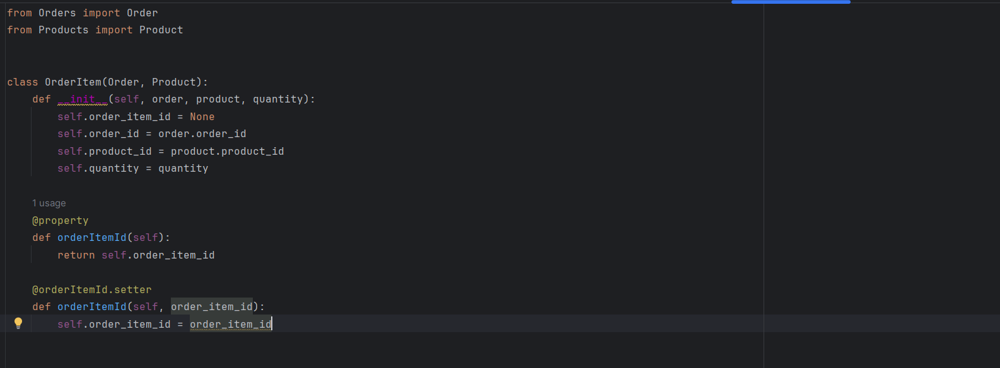 from Orders import Order
from Products import Product
class OrderItem(Order, Product):
    def __init__(self, order, product, quantity):
        self.order_item_id = None
        self.order_id = order.order_id
        self.product_id = product.product_id
        self.quantity = quantity
    1 usage
    @property
    def orderItemId(self):
        return self.order_item_id
    @orderItemId.setter
    def orderItemId(self, order_item_id):
        self.order_item_id = order_item_id